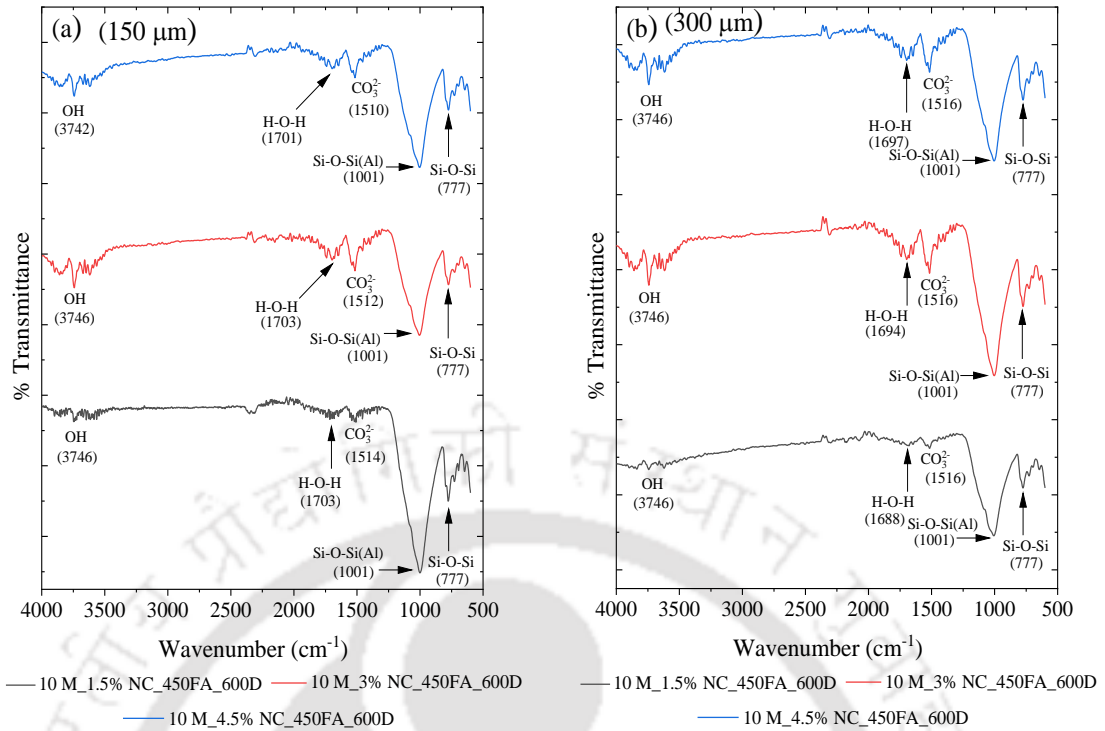 (a) (150 μm)
OH
(3742)
H-O-H
(1701)
CO₃²⁻
(1510)
Si-O-Si(Al)
(1001)
Si-O-Si
(777)
OH
(3746)
H-O-H
(1703)
CO₃²⁻
(1512)
Si-O-Si(Al)
(1001)
Si-O-Si
(777)
OH
(3746)
H-O-H
(1703)
CO₃²⁻
(1514)
Si-O-Si(Al)
(1001)
Si-O-Si
(777)
% Transmittance
4000 3500 3000 2500 2000 1500 1000 500
Wavenumber (cm⁻¹)
10 M_1.5% NC_450FA_600D 10 M_3% NC_450FA_600D
10 M_4.5% NC_450FA_600D
(b) (300 μm)
OH
(3746)
H-O-H
(1697)
CO₃²⁻
(1516)
Si-O-Si(Al)
(1001)
Si-O-Si
(777)
OH
(3746)
H-O-H
(1694)
CO₃²⁻
(1516)
Si-O-Si(Al)
(1001)
Si-O-Si
(777)
OH
(3746)
H-O-H
(1688)
CO₃²⁻
(1516)
Si-O-Si(Al)
(1001)
Si-O-Si
(777)
% Transmittance
4000 3500 3000 2500 2000 1500 1000 500
Wavenumber (cm⁻¹)
10 M_1.5% NC_450FA_600D 10 M_3% NC_450FA_600D
10 M_4.5% NC_450FA_600D